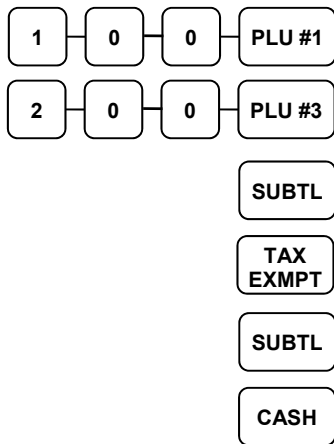 1 0 0 PLU #1
2 0 0 PLU #3
SUBTL
TAX
EXMPT
SUBTL
CASH